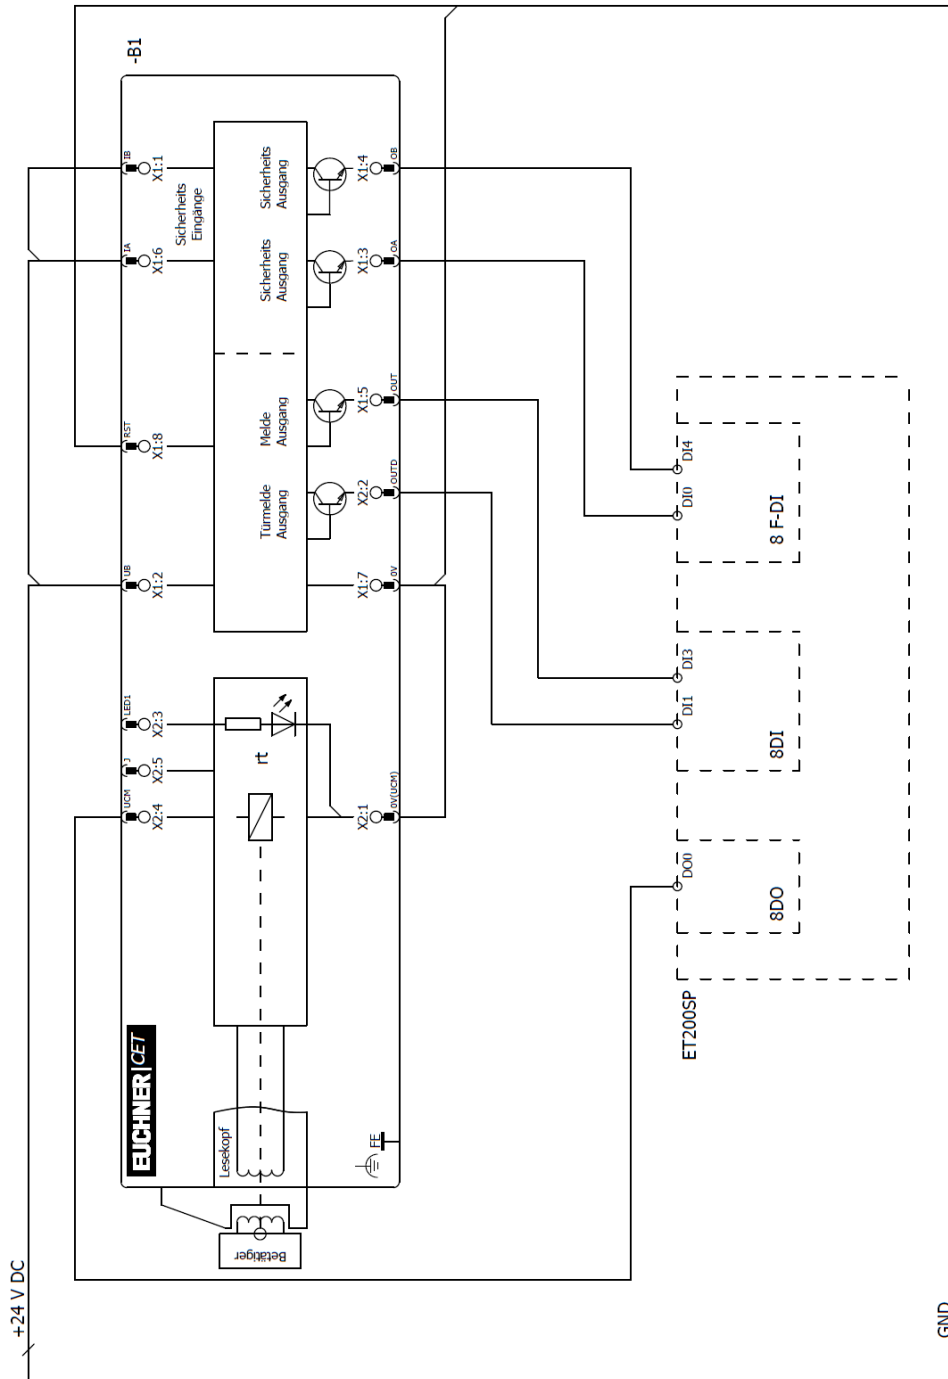 -B1
IB
X1:1
IA
X1:6
RST
X1:8
UB
X1:2
LED1
X2:3
J
X2:5
UCM
X2:4
Sicherheits
Eingänge
Sicherheits
Ausgang
Sicherheits
Ausgang
Melde
Ausgang
Türmelde
Ausgang
X1:4
OB
X1:3
OA
X1:5
OUT
X2:2
OUTD
X1:7
0V
X2:1
0V(UCM)
rt
EUCHNER|CET
Lesekopf
FE
Betätiger
DI4
DI0
8 F-DI
DI3
DI1
8DI
DO0
8DO
ET200SP
+24 V DC
GND